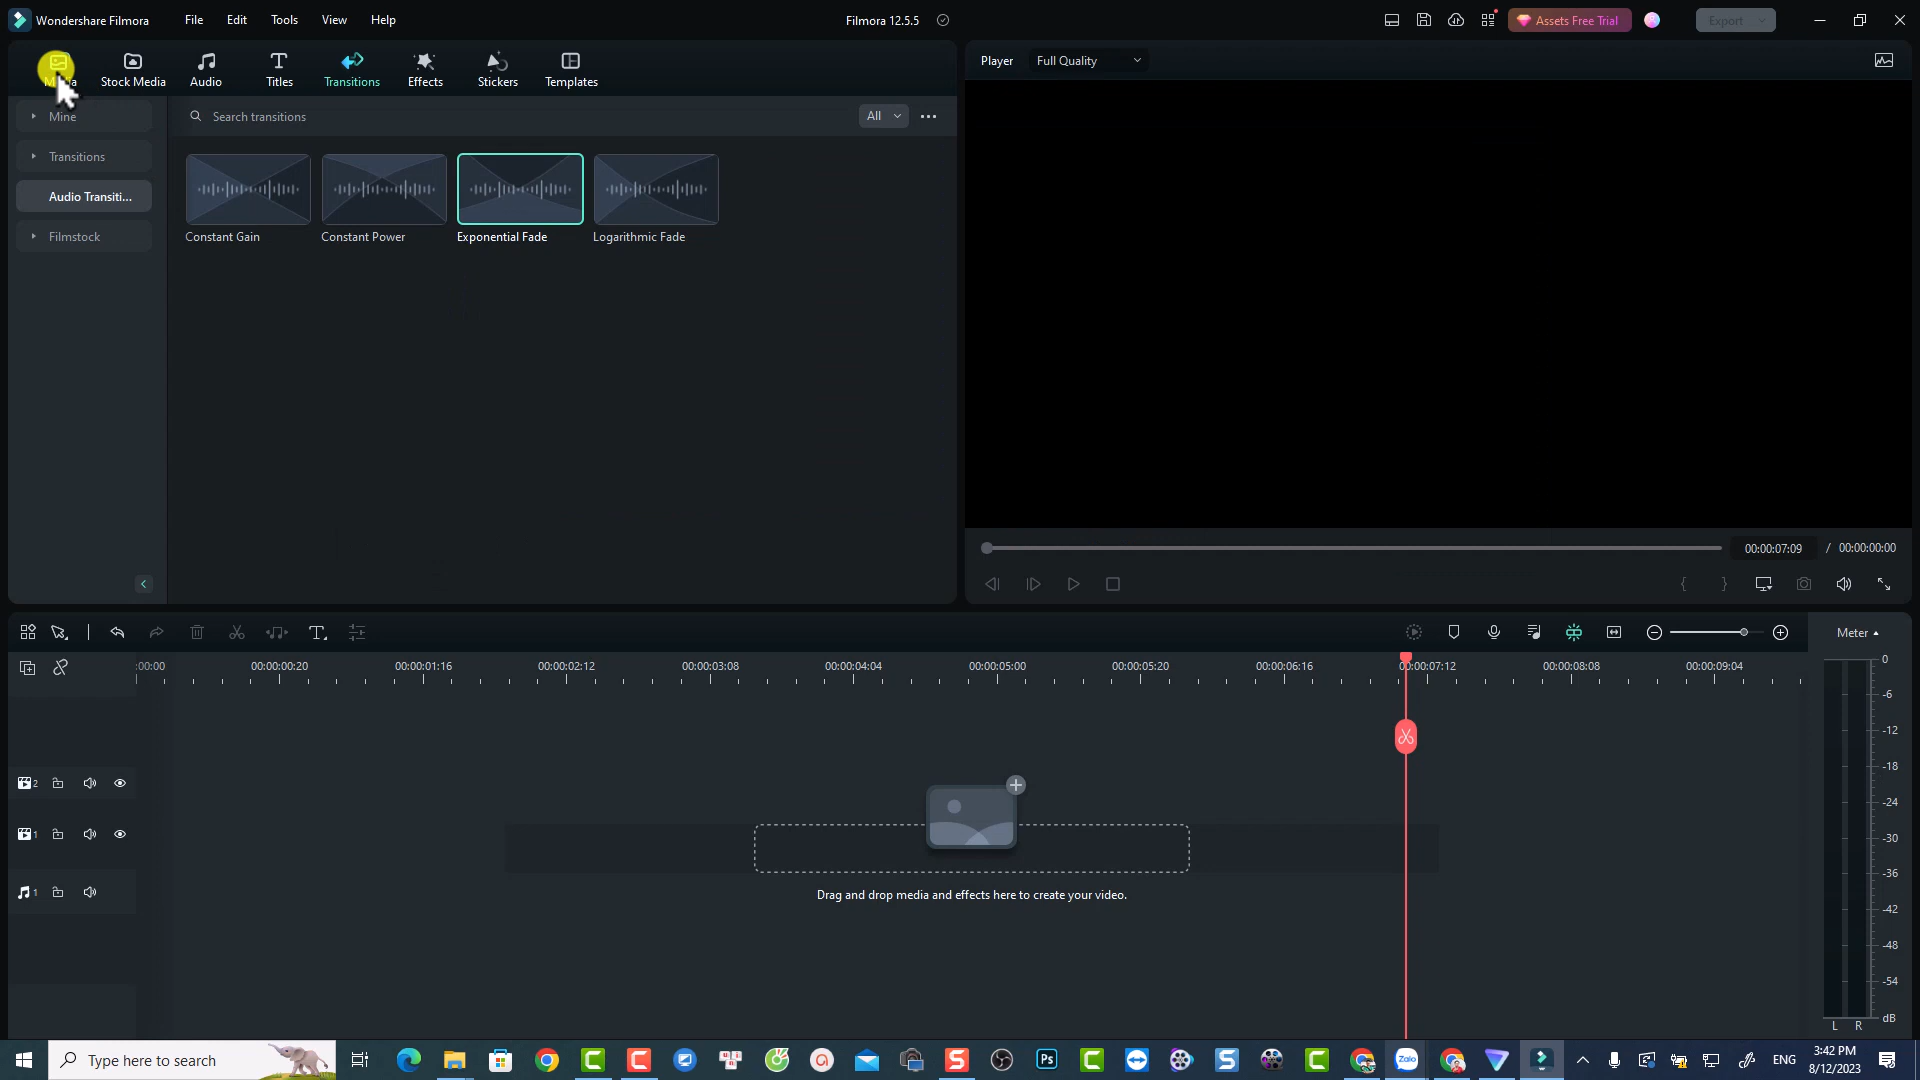 Wondershare Filmora File Edit Tools View Help Filmora 12.5.5 Assets Free Trial Export
Stock Media Audio Titles Transitions Effects Stickers Templates
Player Full Quality
Mine
Search transitions All
Transitions
Audio Transiti...
Filmstock
Constant Gain Constant Power Exponential Fade Logarithmic Fade
00:00:07:09 / 00:00:00:00
Meter
:00:00 00:00:00:20 00:00:01:16 00:00:02:12 00:00:03:08 00:00:04:04 00:00:05:00 00:00:05:20 00:00:06:16 00:00:07:12 00:00:08:08 00:00:09:04
0
-6
-12
-18
-24
-30
-36
-42
-48
-54
dB
L R
2
1
1
Drag and drop media and effects here to create your video.
Type here to search
Ps
Zalo
ENG
3:42 PM
8/12/2023